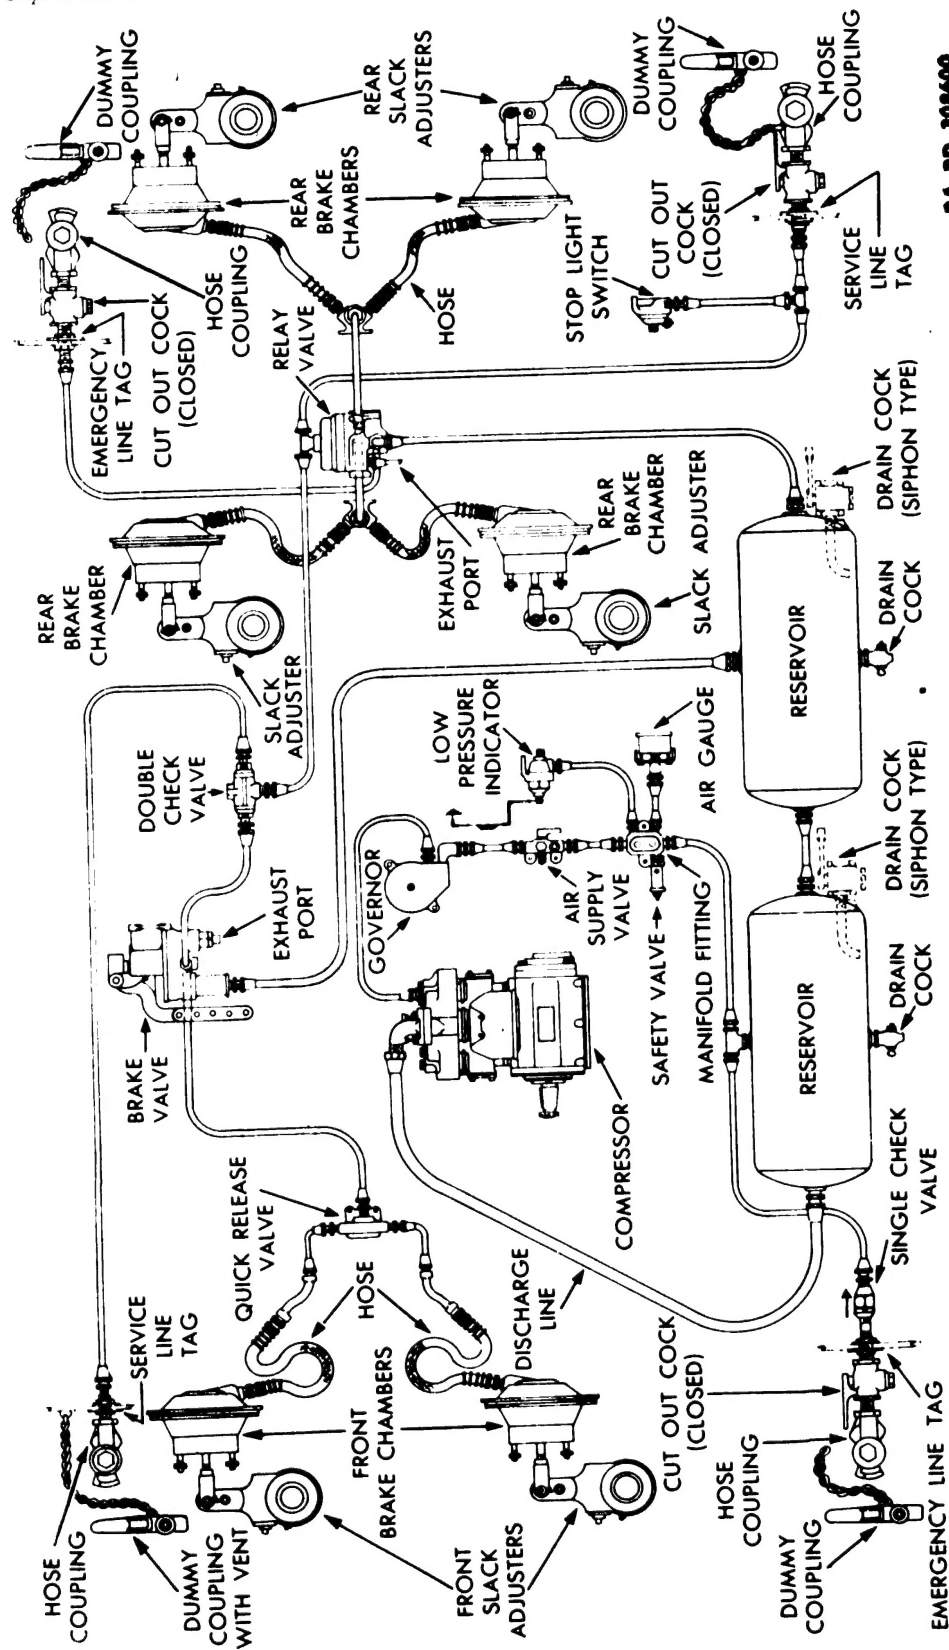 HOSE
COUPLING
SERVICE
LINE
TAG
DUMMY
COUPLING
WITH VENT
FRONT
BRAKE CHAMBERS
FRONT
SLACK
ADJUSTERS
HOSE
QUICK RELEASE
VALVE
DISCHARGE
LINE
CUT OUT COCK
(CLOSED)
HOSE
COUPLING
DUMMY
COUPLING
EMERGENCY LINE TAG
SINGLE CHECK
VALVE
BRAKE
VALVE
EXHAUST
PORT
DOUBLE
CHECK
VALVE
GOVERNOR
COMPRESSOR
LOW
PRESSURE
INDICATOR
AIR
SUPPLY
VALVE
AIR GAUGE
SAFETY VALVE
MANIFOLD FITTING
RESERVOIR
DRAIN
COCK
DRAIN COCK
(SIPHON TYPE)
RESERVOIR
DRAIN
COCK
DRAIN COCK
(SIPHON TYPE)
REAR
BRAKE
CHAMBER
SLACK
ADJUSTER
EXHAUST
PORT
REAR
BRAKE
CHAMBER
SLACK ADJUSTER
EMERGENCY
LINE TAG
CUT OUT COCK
(CLOSED)
HOSE
COUPLING
DUMMY
COUPLING
RELAY
VALVE
REAR
BRAKE
CHAMBERS
REAR
SLACK
ADJUSTERS
HOSE
STOP LIGHT
SWITCH
CUT OUT
COCK
(CLOSED)
DUMMY
COUPLING
HOSE
COUPLING
SERVICE
LINE
TAG